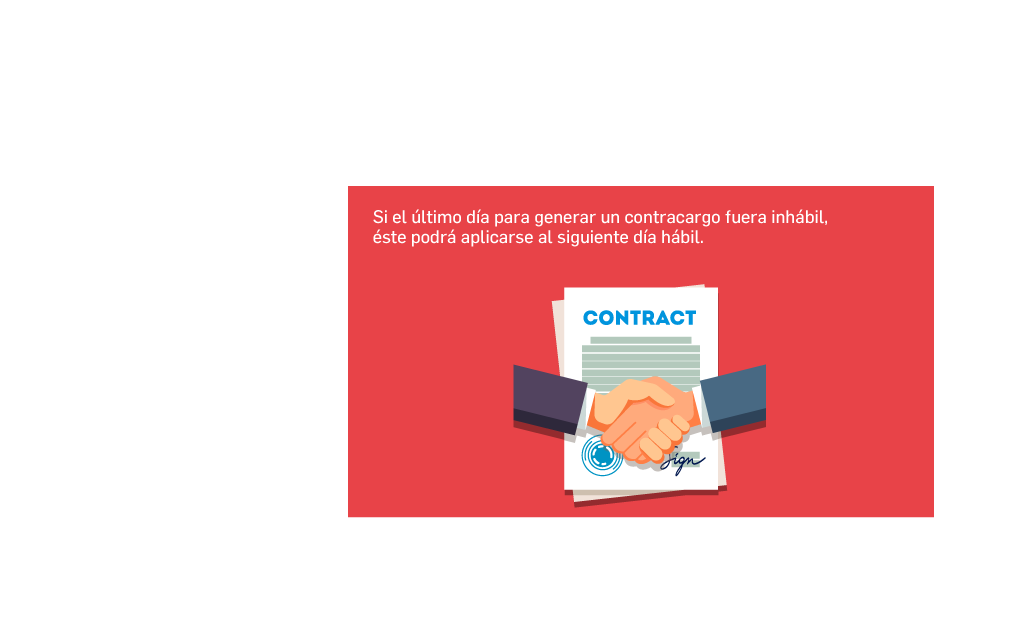 Si el último día para generar un contracargo fuera inhábil,
éste podrá aplicarse al siguiente día hábil.
CONTRACT
Sign